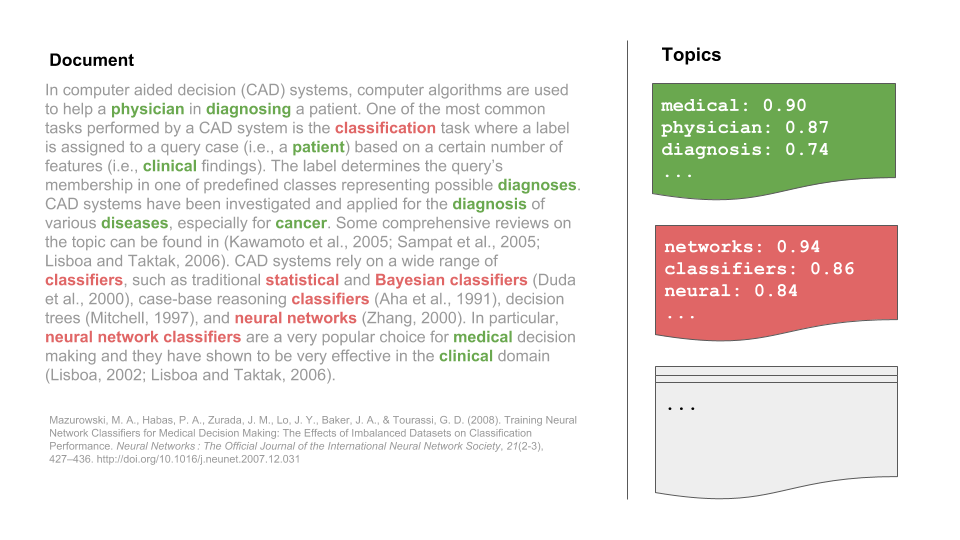 Document
In computer aided decision (CAD) systems, computer algorithms are used
to help a physician in diagnosing a patient. One of the most common
tasks performed by a CAD system is the classification task where a label
is assigned to a query case (i.e., a patient) based on a certain number of
features (i.e., clinical findings). The label determines the query's
membership in one of predefined classes representing possible diagnoses.
CAD systems have been investigated and applied for the diagnosis of
various diseases, especially for cancer. Some comprehensive reviews on
the topic can be found in (Kawamoto et al., 2005; Sampat et al., 2005;
Lisboa and Taktak, 2006). CAD systems rely on a wide range of
classifiers, such as traditional statistical and Bayesian classifiers (Duda
et al., 2000), case-base reasoning classifiers (Aha et al., 1991), decision
trees (Mitchell, 1997), and neural networks (Zhang, 2000). In particular,
neural network classifiers are a very popular choice for medical decision
making and they have shown to be very effective in the clinical domain
(Lisboa, 2002; Lisboa and Taktak, 2006).
Mazurowski, M. A., Habas, P. A., Zurada, J. M., Lo, J. Y., Baker, J. A., & Tourassi, G. D. (2008). Training Neural
Network Classifiers for Medical Decision Making: The Effects of Imbalanced Datasets on Classification
Performance. Neural Networks : The Official Journal of the International Neural Network Society, 21(2-3),
427–436. http://doi.org/10.1016/j.neunet.2007.12.031
Topics
medical: 0.90
physician: 0.87
diagnosis: 0.74
...
networks: 0.94
classifiers: 0.86
neural: 0.84
...
...